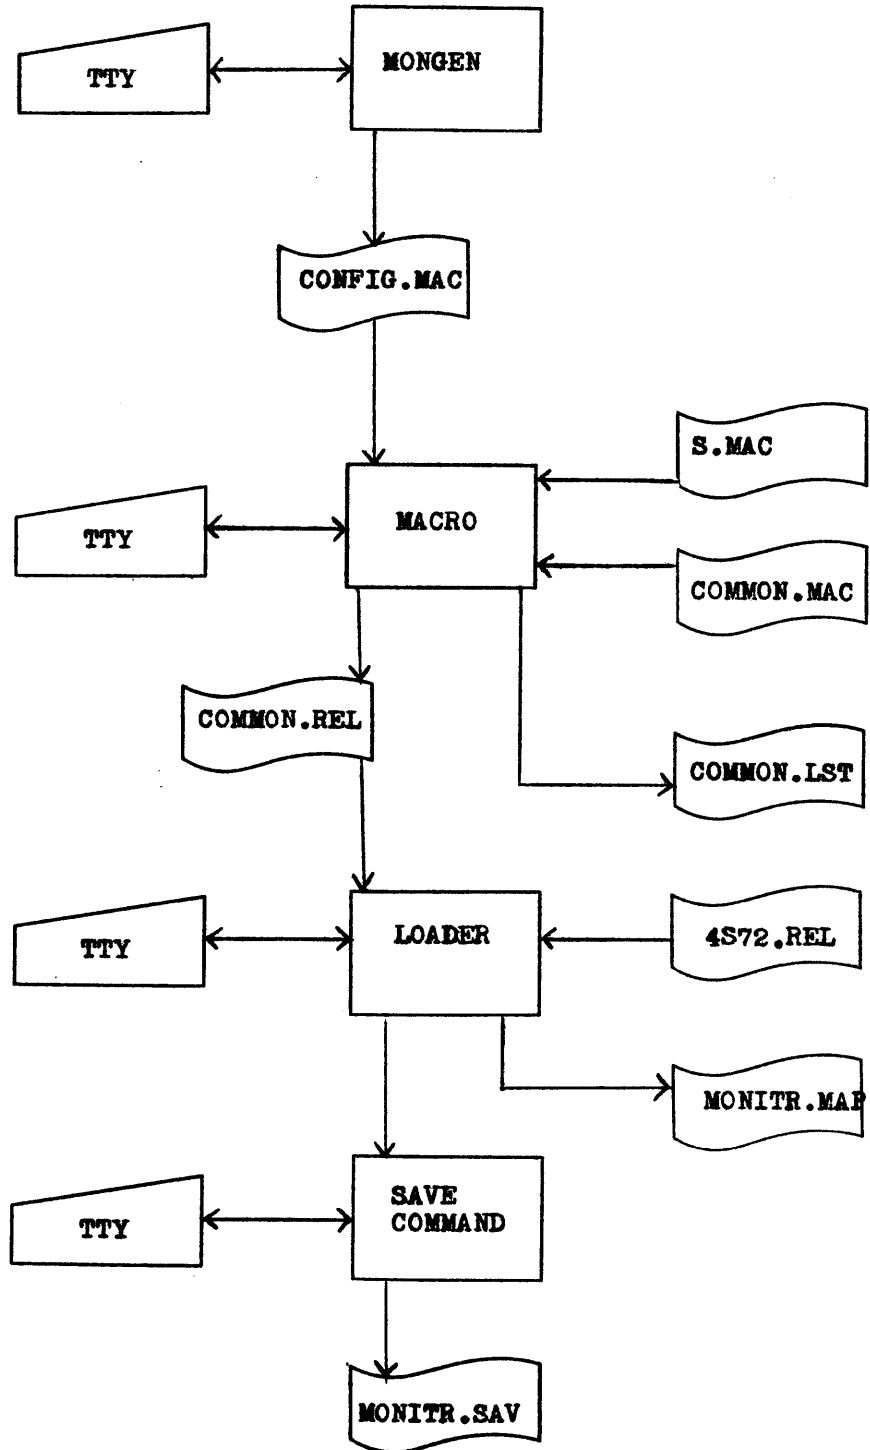 TTY
MONGEN
CONFIG.MAC
S.MAC
TTY
MACRO
COMMON.MAC
COMMON.REL
COMMON.LST
TTY
LOADER
4S72.REL
MONITR.MAP
TTY
SAVE
COMMAND
MONITR.SAV